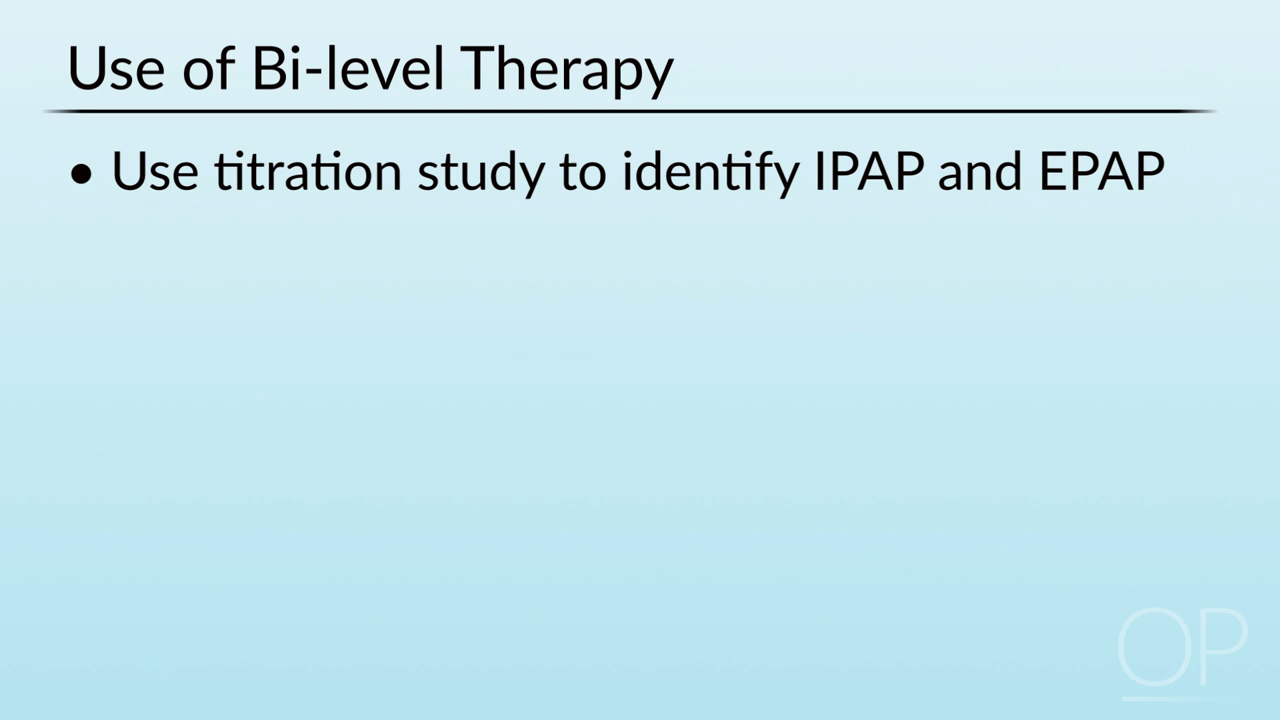 Use of Bi-level Therapy
• Use titration study to identify IPAP and EPAP
OP